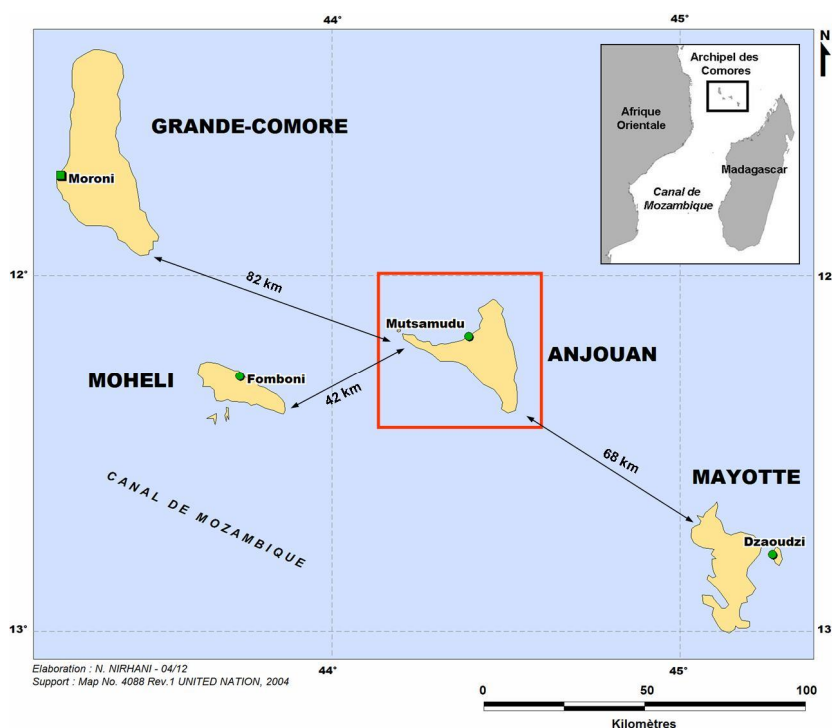 44°
45°
N
Archipel des
Comores
Afrique
Orientale
Madagascar
Canal de
Mozambique
GRANDE-COMORE
Moroni
12°
12
82 km
Mutsamudu
ANJOUAN
MOHELI
Fomboni
42 km
68 km
MAYOTTE
Dzaoudzi
CANAL DE MOZAMBIQUE
13°
13
Elaboration : N. NIRHANI - 04/12
Support : Map No. 4088 Rev.1 UNITED NATION, 2004
44°
45°
0
50
100
Kilomètres